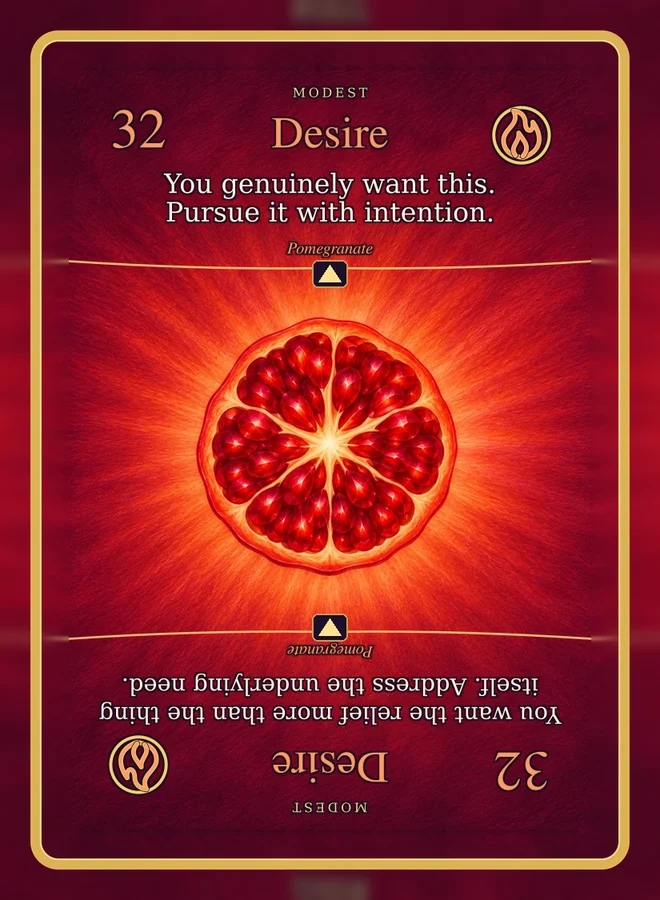 MODEST
32
Desire
You genuinely want this.
Pursue it with intention.
Pomegranate
Pomegranate
You want the relief more than the thing
itself. Address the underlying need.
32
Desire
MODEST